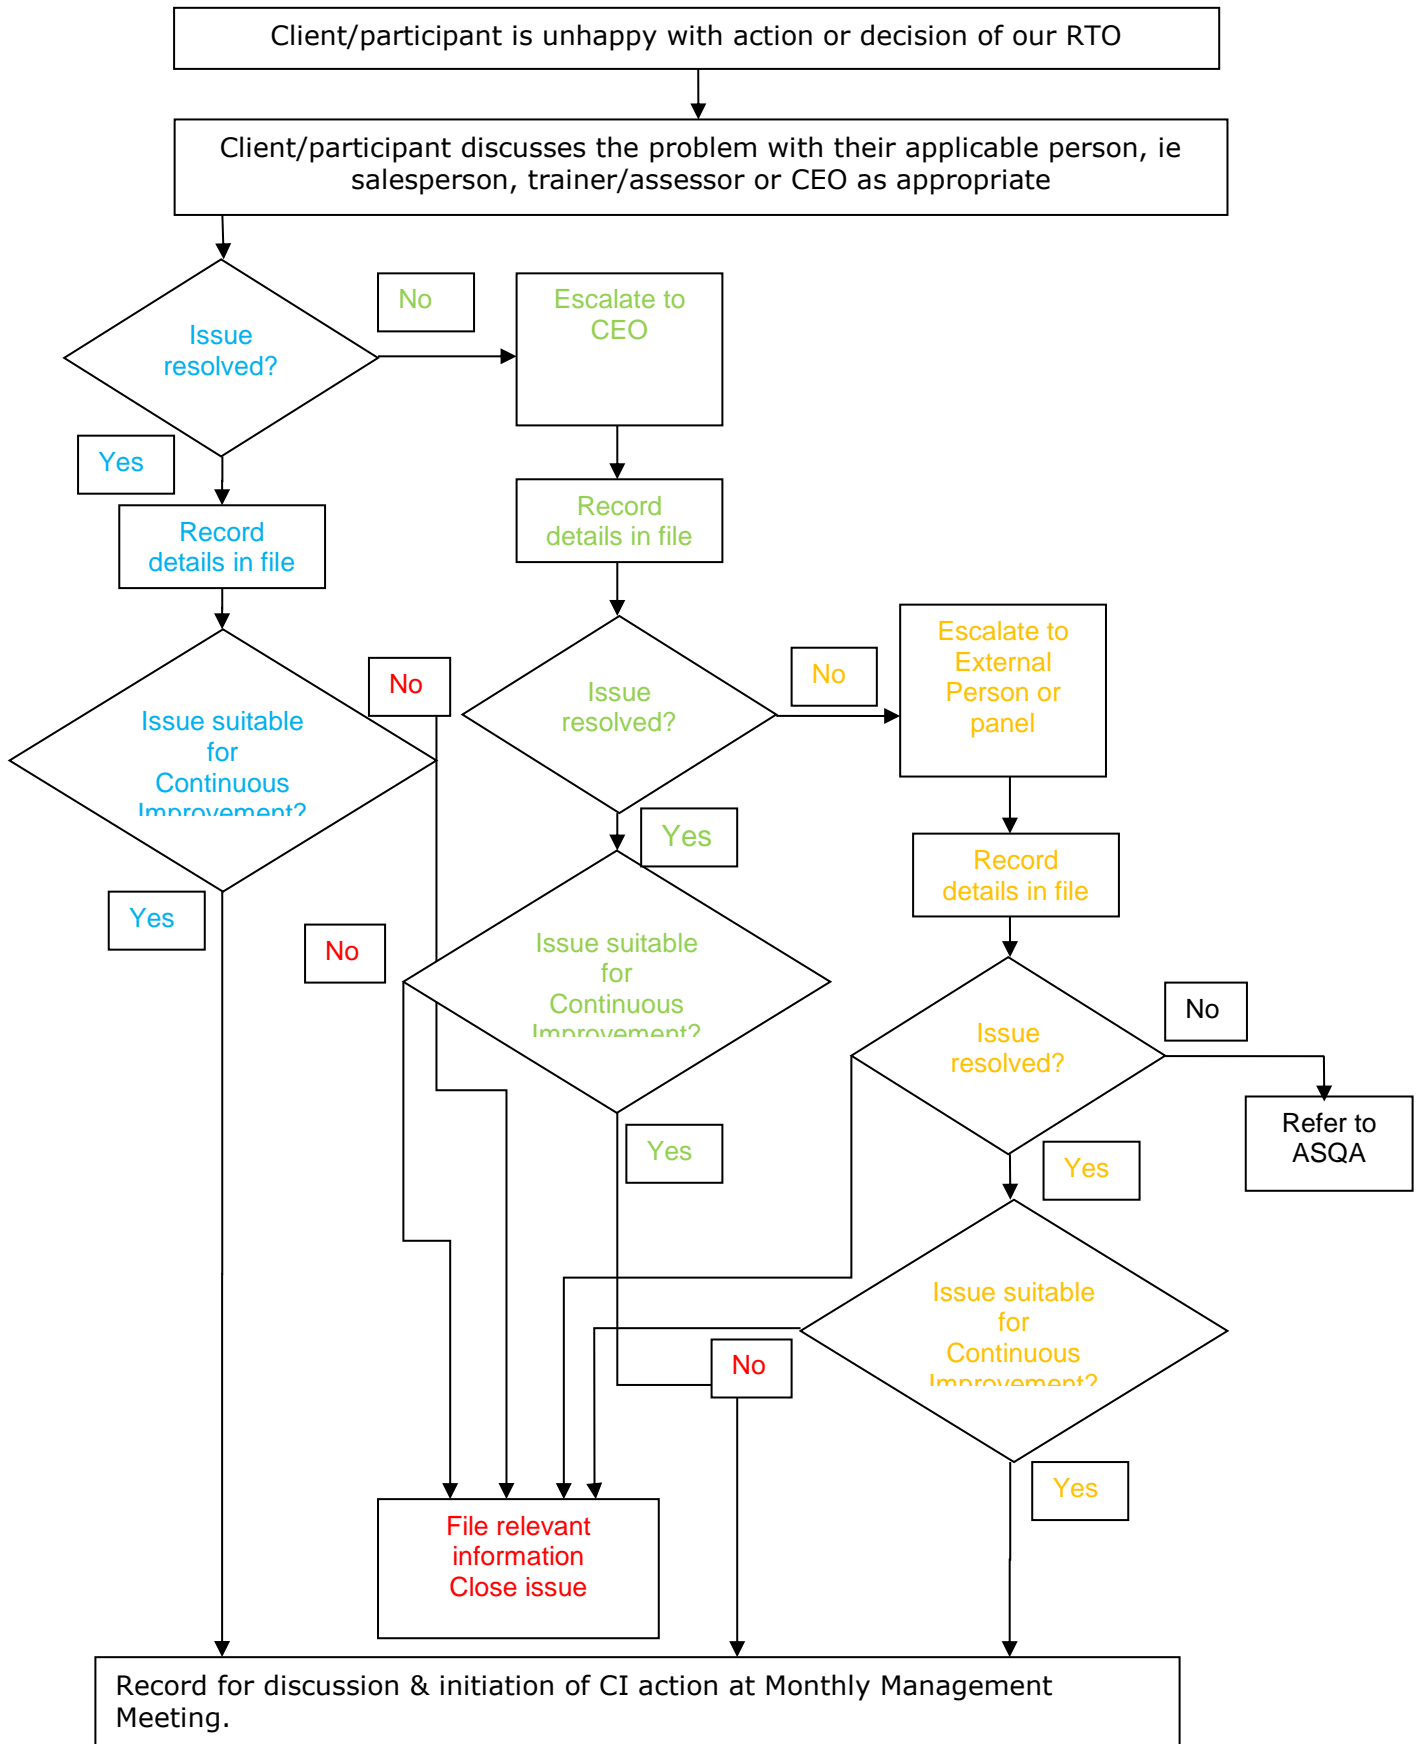 Client/participant is unhappy with action or decision of our RTO
Client/participant discusses the problem with their applicable person, ie
salesperson, trainer/assessor or CEO as appropriate
No
Escalate to
CEO
Issue
resolved?
Yes
Record
details in file
Record
details in file
Escalate to
External
Person or
panel
No
No
Issue
resolved?
Issue suitable
for
Continuous
Improvement?
Yes
Record
details in file
Yes
No
Issue suitable
for
Continuous
Improvement?
No
Issue
resolved?
Refer to
ASQA
Yes
Yes
Issue suitable
for
Continuous
Improvement?
No
Yes
File relevant
information
Close issue
Record for discussion & initiation of CI action at Monthly Management
Meeting.